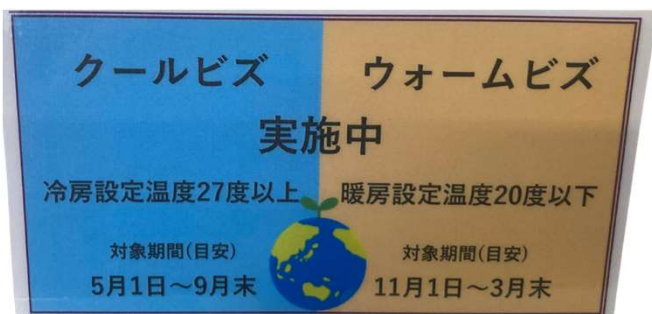 クールビズ
ウォームビズ
実施中
冷房設定温度27度以上
暖房設定温度20度以下
対象期間(目安)
5月1日～9月末
対象期間(目安)
11月1日～3月末